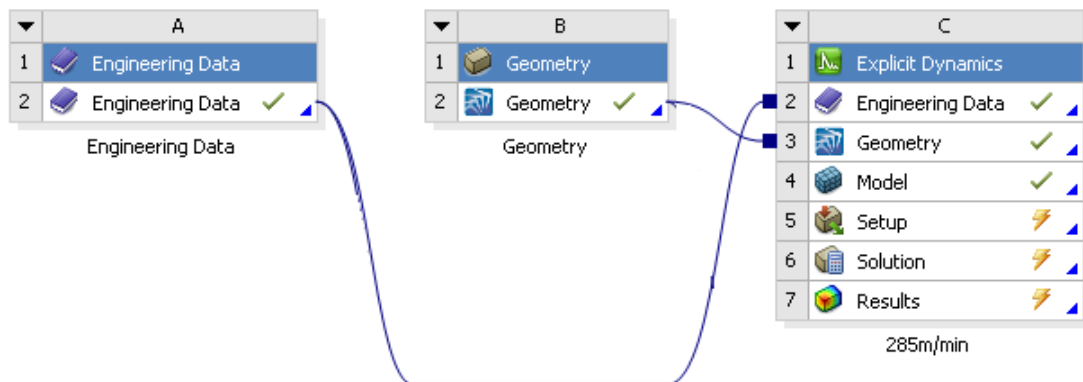 A
1 Engineering Data
2 Engineering Data
Engineering Data
B
1 Geometry
2 Geometry
Geometry
C
1 Explicit Dynamics
2 Engineering Data
3 Geometry
4 Model
5 Setup
6 Solution
7 Results
285m/min